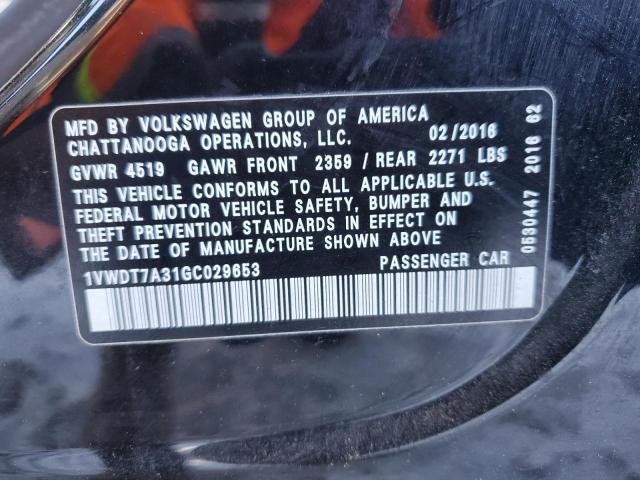 MFD BY VOLKSWAGEN GROUP OF AMERICA
CHATTANOOGA OPERATIONS, LLC. 02/2016
GVWR 4519 GAWR FRONT 2359 / REAR 2271 LBS
THIS VEHICLE CONFORMS TO ALL APPLICABLE U.S.
FEDERAL MOTOR VEHICLE SAFETY, BUMPER AND
THEFT PREVENTION STANDARDS IN EFFECT ON
THE DATE OF MANUFACTURE SHOWN ABOVE.
1VWDT7A31GC029653 PASSENGER CAR
0530447 2016 62